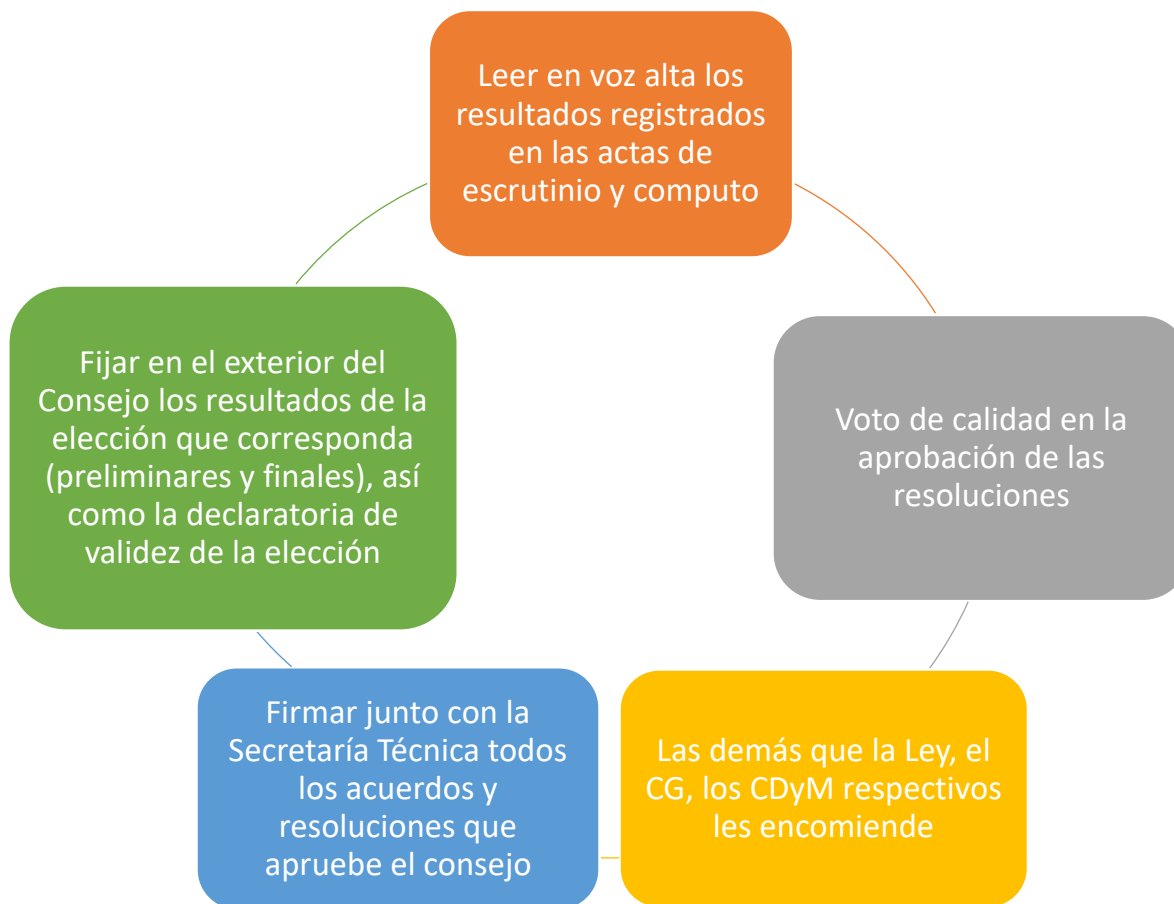 Leer en voz alta los
resultados registrados
en las actas de
escrutinio y computo
Voto de calidad en la
aprobación de las
resoluciones
Las demás que la Ley, el
CG, los CDyM respectivos
les encomiende
Firmar junto con la
Secretaría Técnica todos
los acuerdos y
resoluciones que
apruebe el consejo
Fijar en el exterior del
Consejo los resultados de la
elección que corresponda
(preliminares y finales), así
como la declaratoria de
validez de la elección